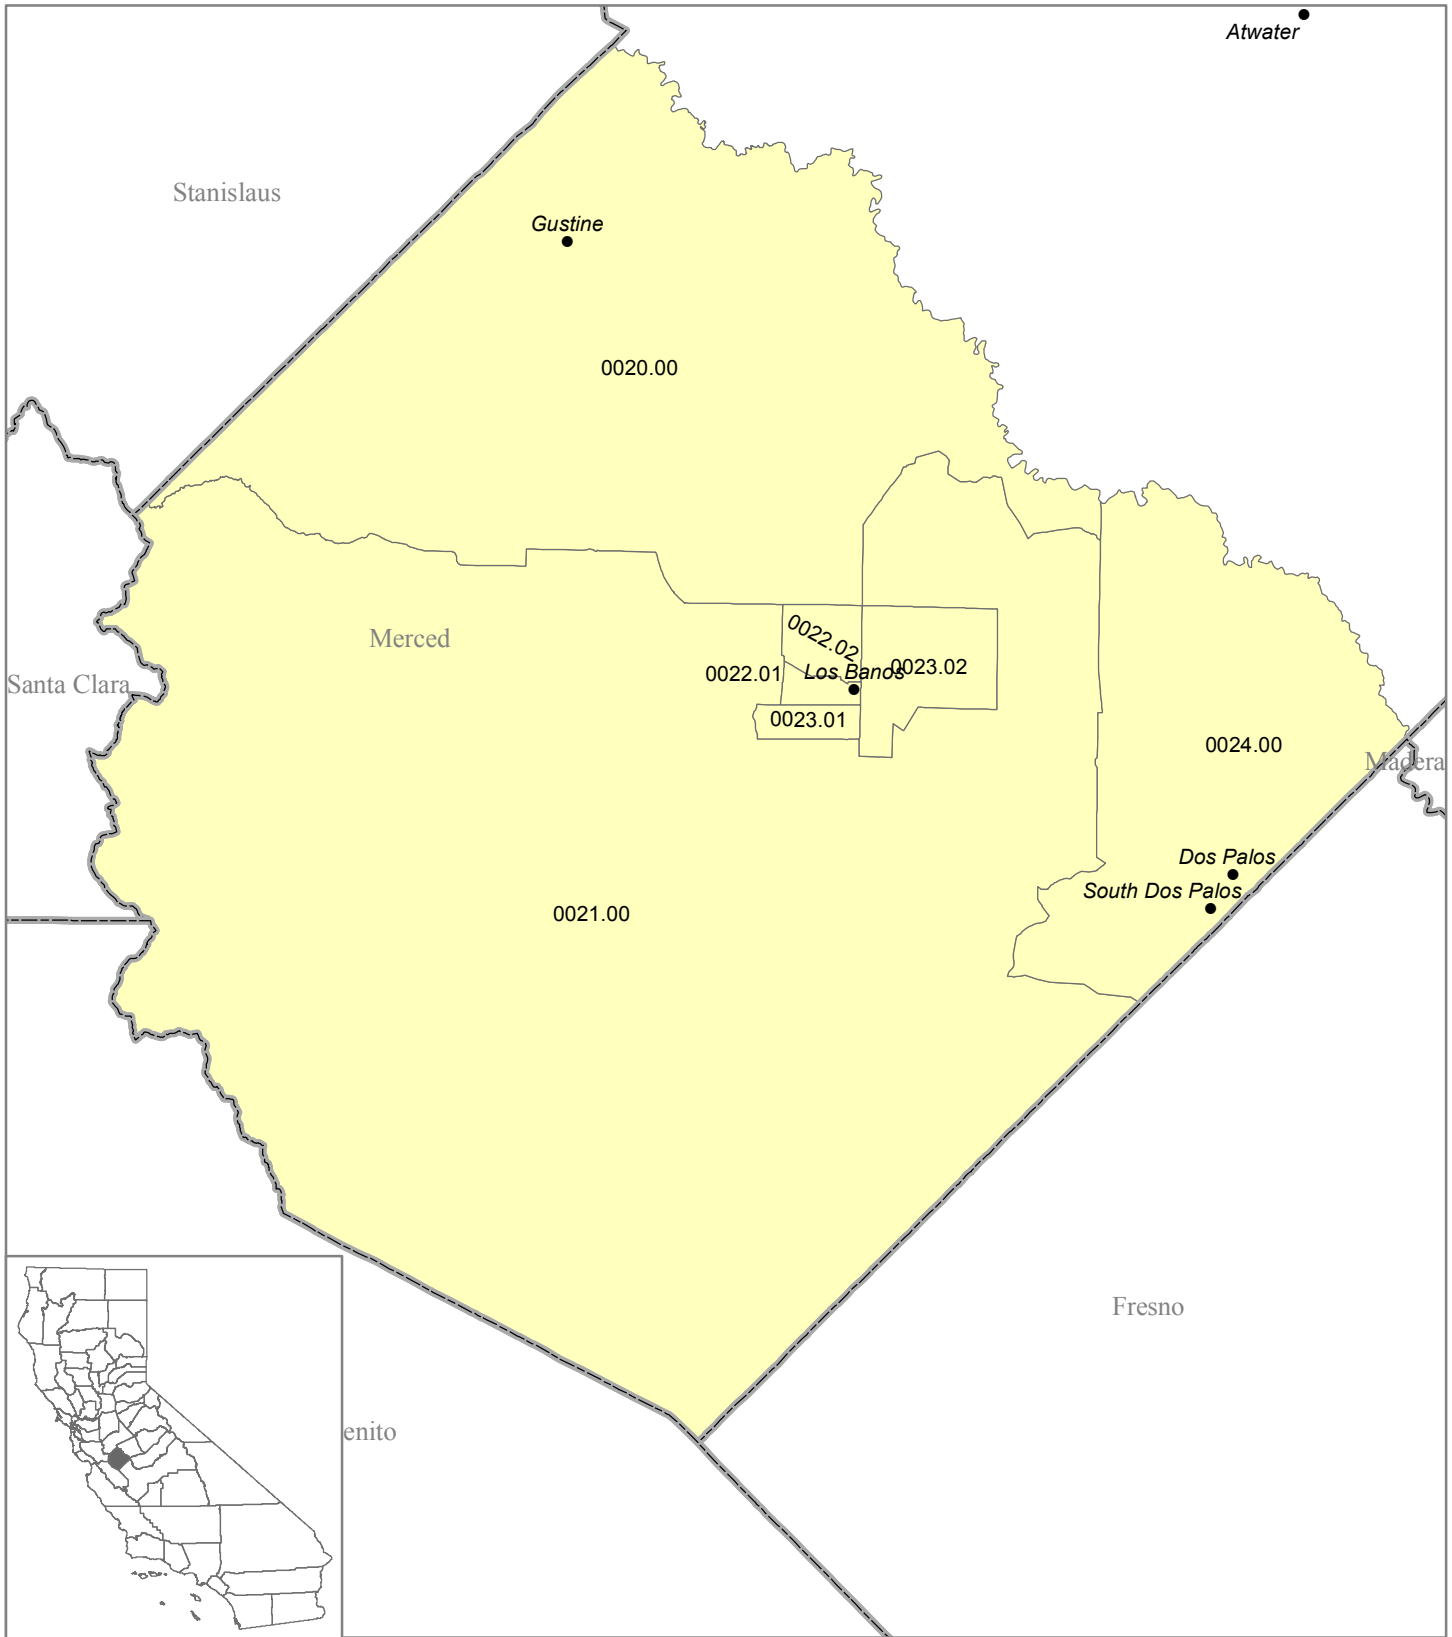 Atwater
Stanislaus
Gustine
0020.00
0022.02
Merced
0022.01
Los Banos
0023.02
Santa Clara
0023.01
0024.00
Madera
Dos Palos
South Dos Palos
0021.00
Fresno
enito